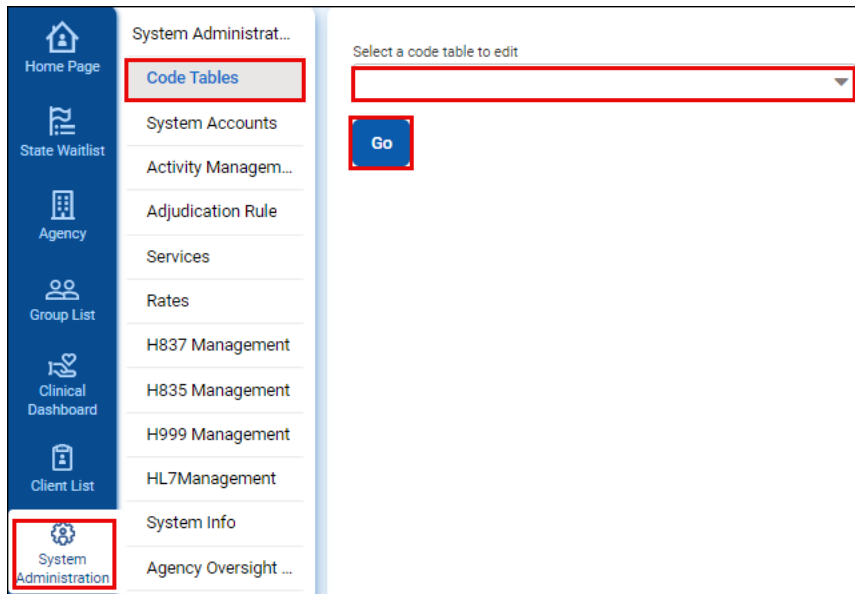 Home Page
State Waitlist
Agency
Group List
Clinical
Dashboard
Client List
System
Administration
System Administrat...
Code Tables
System Accounts
Activity Managem...
Adjudication Rule
Services
Rates
H837 Management
H835 Management
H999 Management
HL7Management
System Info
Agency Oversight ...
Select a code table to edit
Go